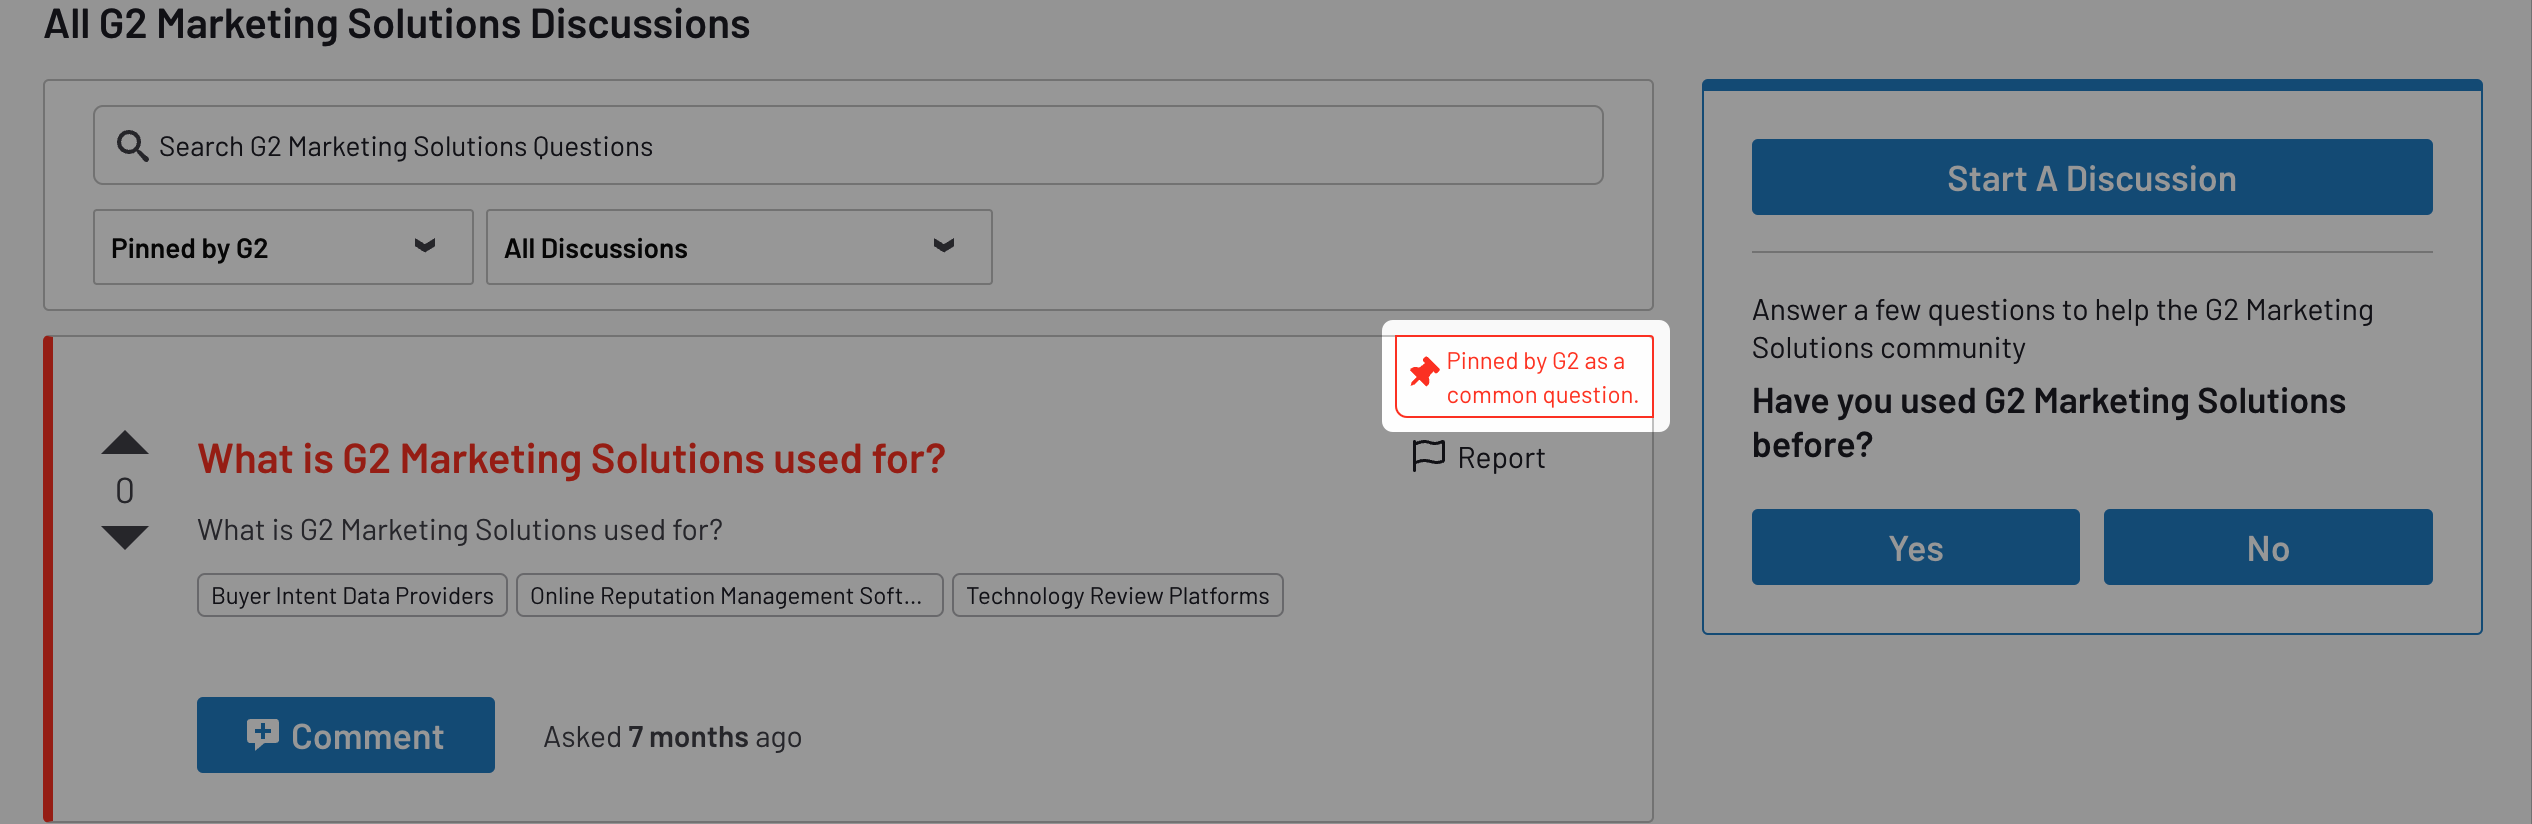 All G2 Marketing Solutions Discussions
Search G2 Marketing Solutions Questions
Pinned by G2
All Discussions
Pinned by G2 as a
common question.
Report
0
What is G2 Marketing Solutions used for?
What is G2 Marketing Solutions used for?
Buyer Intent Data Providers
Online Reputation Management Soft...
Technology Review Platforms
Comment
Asked 7 months ago
Start A Discussion
Answer a few questions to help the G2 Marketing
Solutions community
Have you used G2 Marketing Solutions
before?
Yes
No